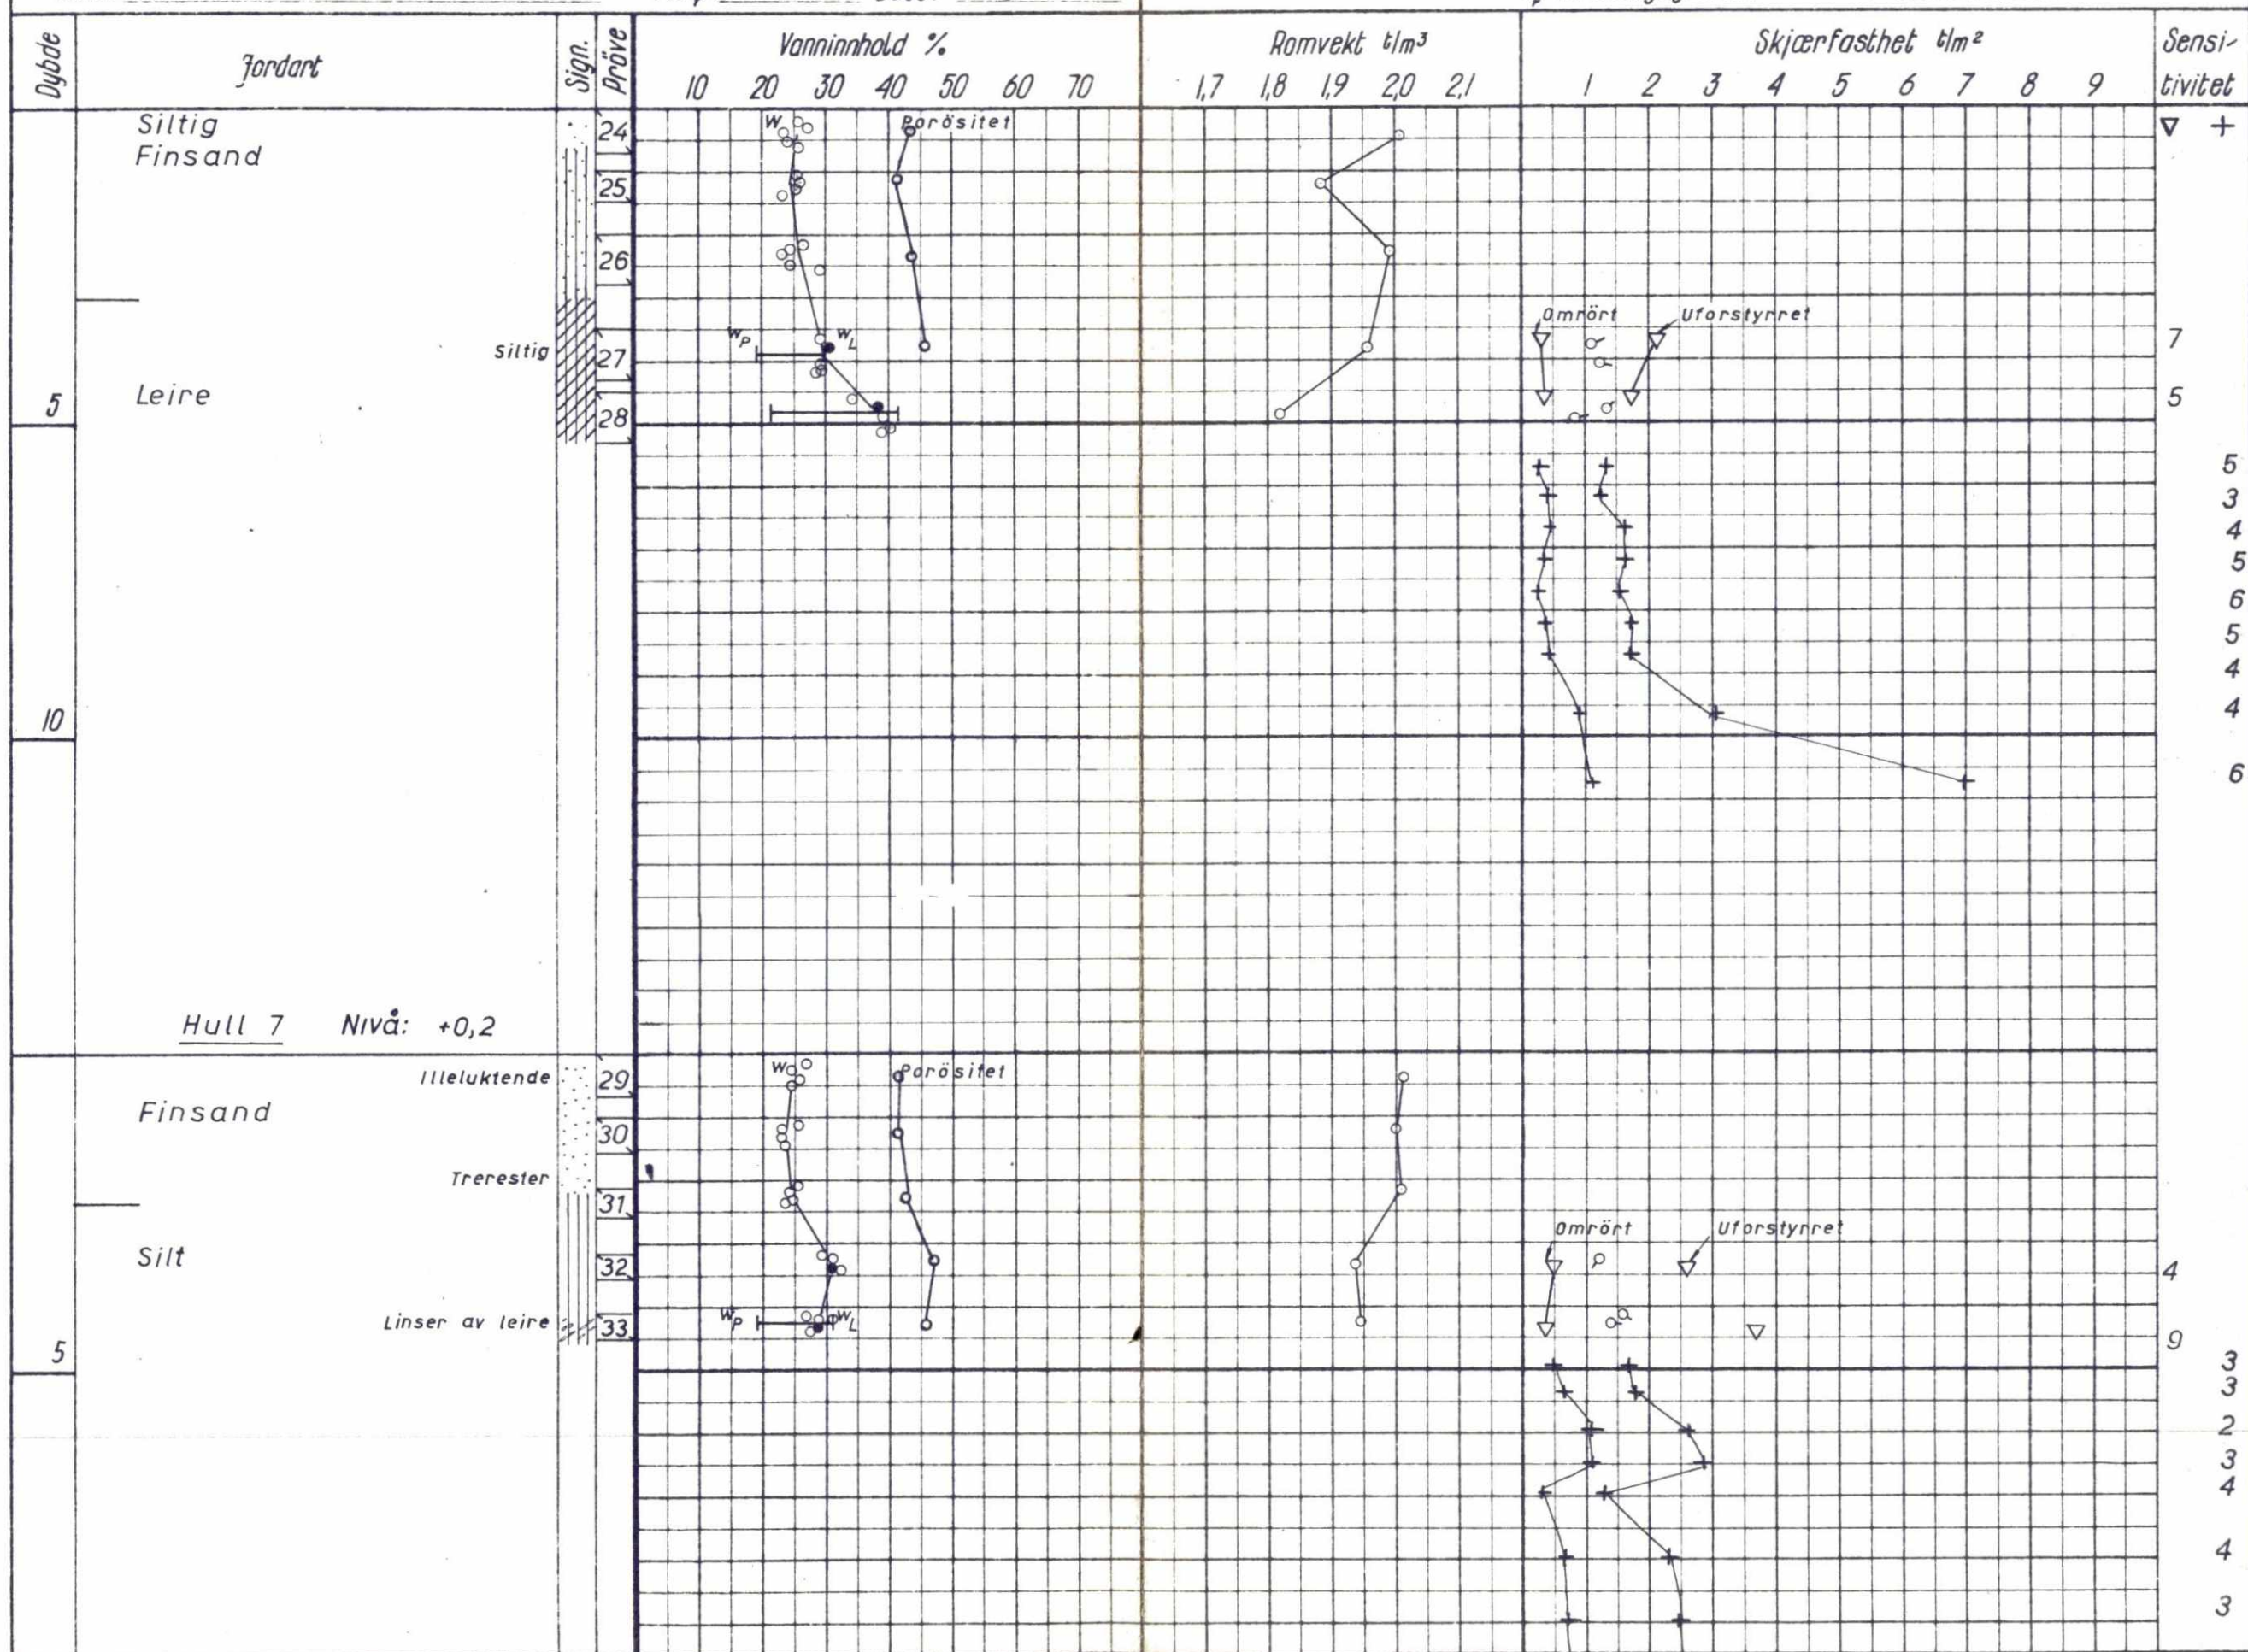 Dybde
Jordart
Sign.
Pröve
Vanninnhold %
10 20 30 40 50 60 70
Romvekt t/m³
1,7 1,8 1,9 2,0 2,1
Skjærfasthet t/m²
1 2 3 4 5 6 7 8 9
Sensi-
tivitet
▽ +
Siltig
Finsand
24
W
Porösitet
25
26
Omrört
Uforstyrret
Wp
WL
7
Siltig
27
Leire
5
5
28
5
3
4
5
6
5
4
4
10
6
Hull 7 Nivå: +0,2
Illeluktende
29
W
Porösitet
Finsand
30
Trerester
31
Omrört
Uforstyrret
Silt
32
4
Linser av leire
33
Wp
WL
9
5
3
3
2
3
4
4
3